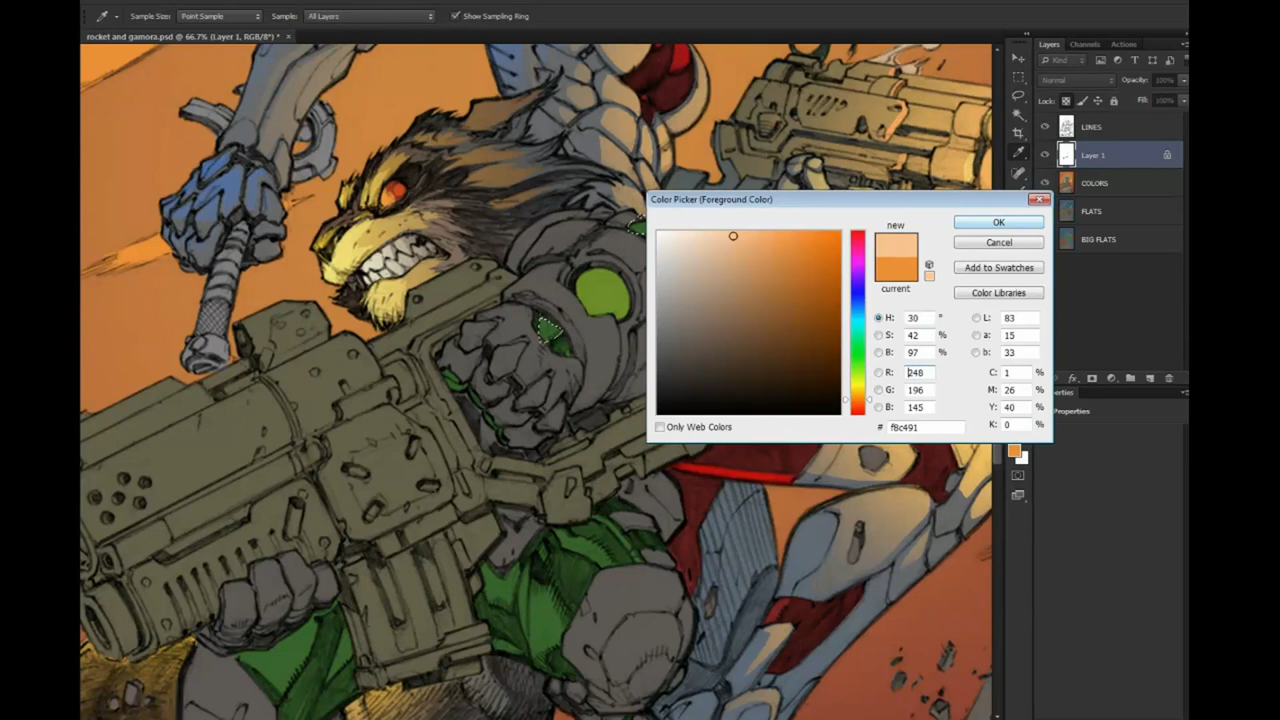 Sample Size: Point Sample Sample: All Layers Show Sampling Ring
rocket and gamora.psd @ 66.7% (Layer 1, RGB/8*) * ×
Layers Channels Actions
Kind
Normal Opacity: 100%
Lock: Fill: 100%
LINES
Layer 1
COLORS
FLATS
BIG FLATS
Properties
Color Picker (Foreground Color)
new
current
OK
Cancel
Add to Swatches
Color Libraries
H: 30 ° L: 83
S: 42 % a: 15
B: 97 % b: 33
R: 248 C: 1 %
G: 196 M: 26 %
B: 145 Y: 40 %
# f8c491 K: 0 %
Only Web Colors